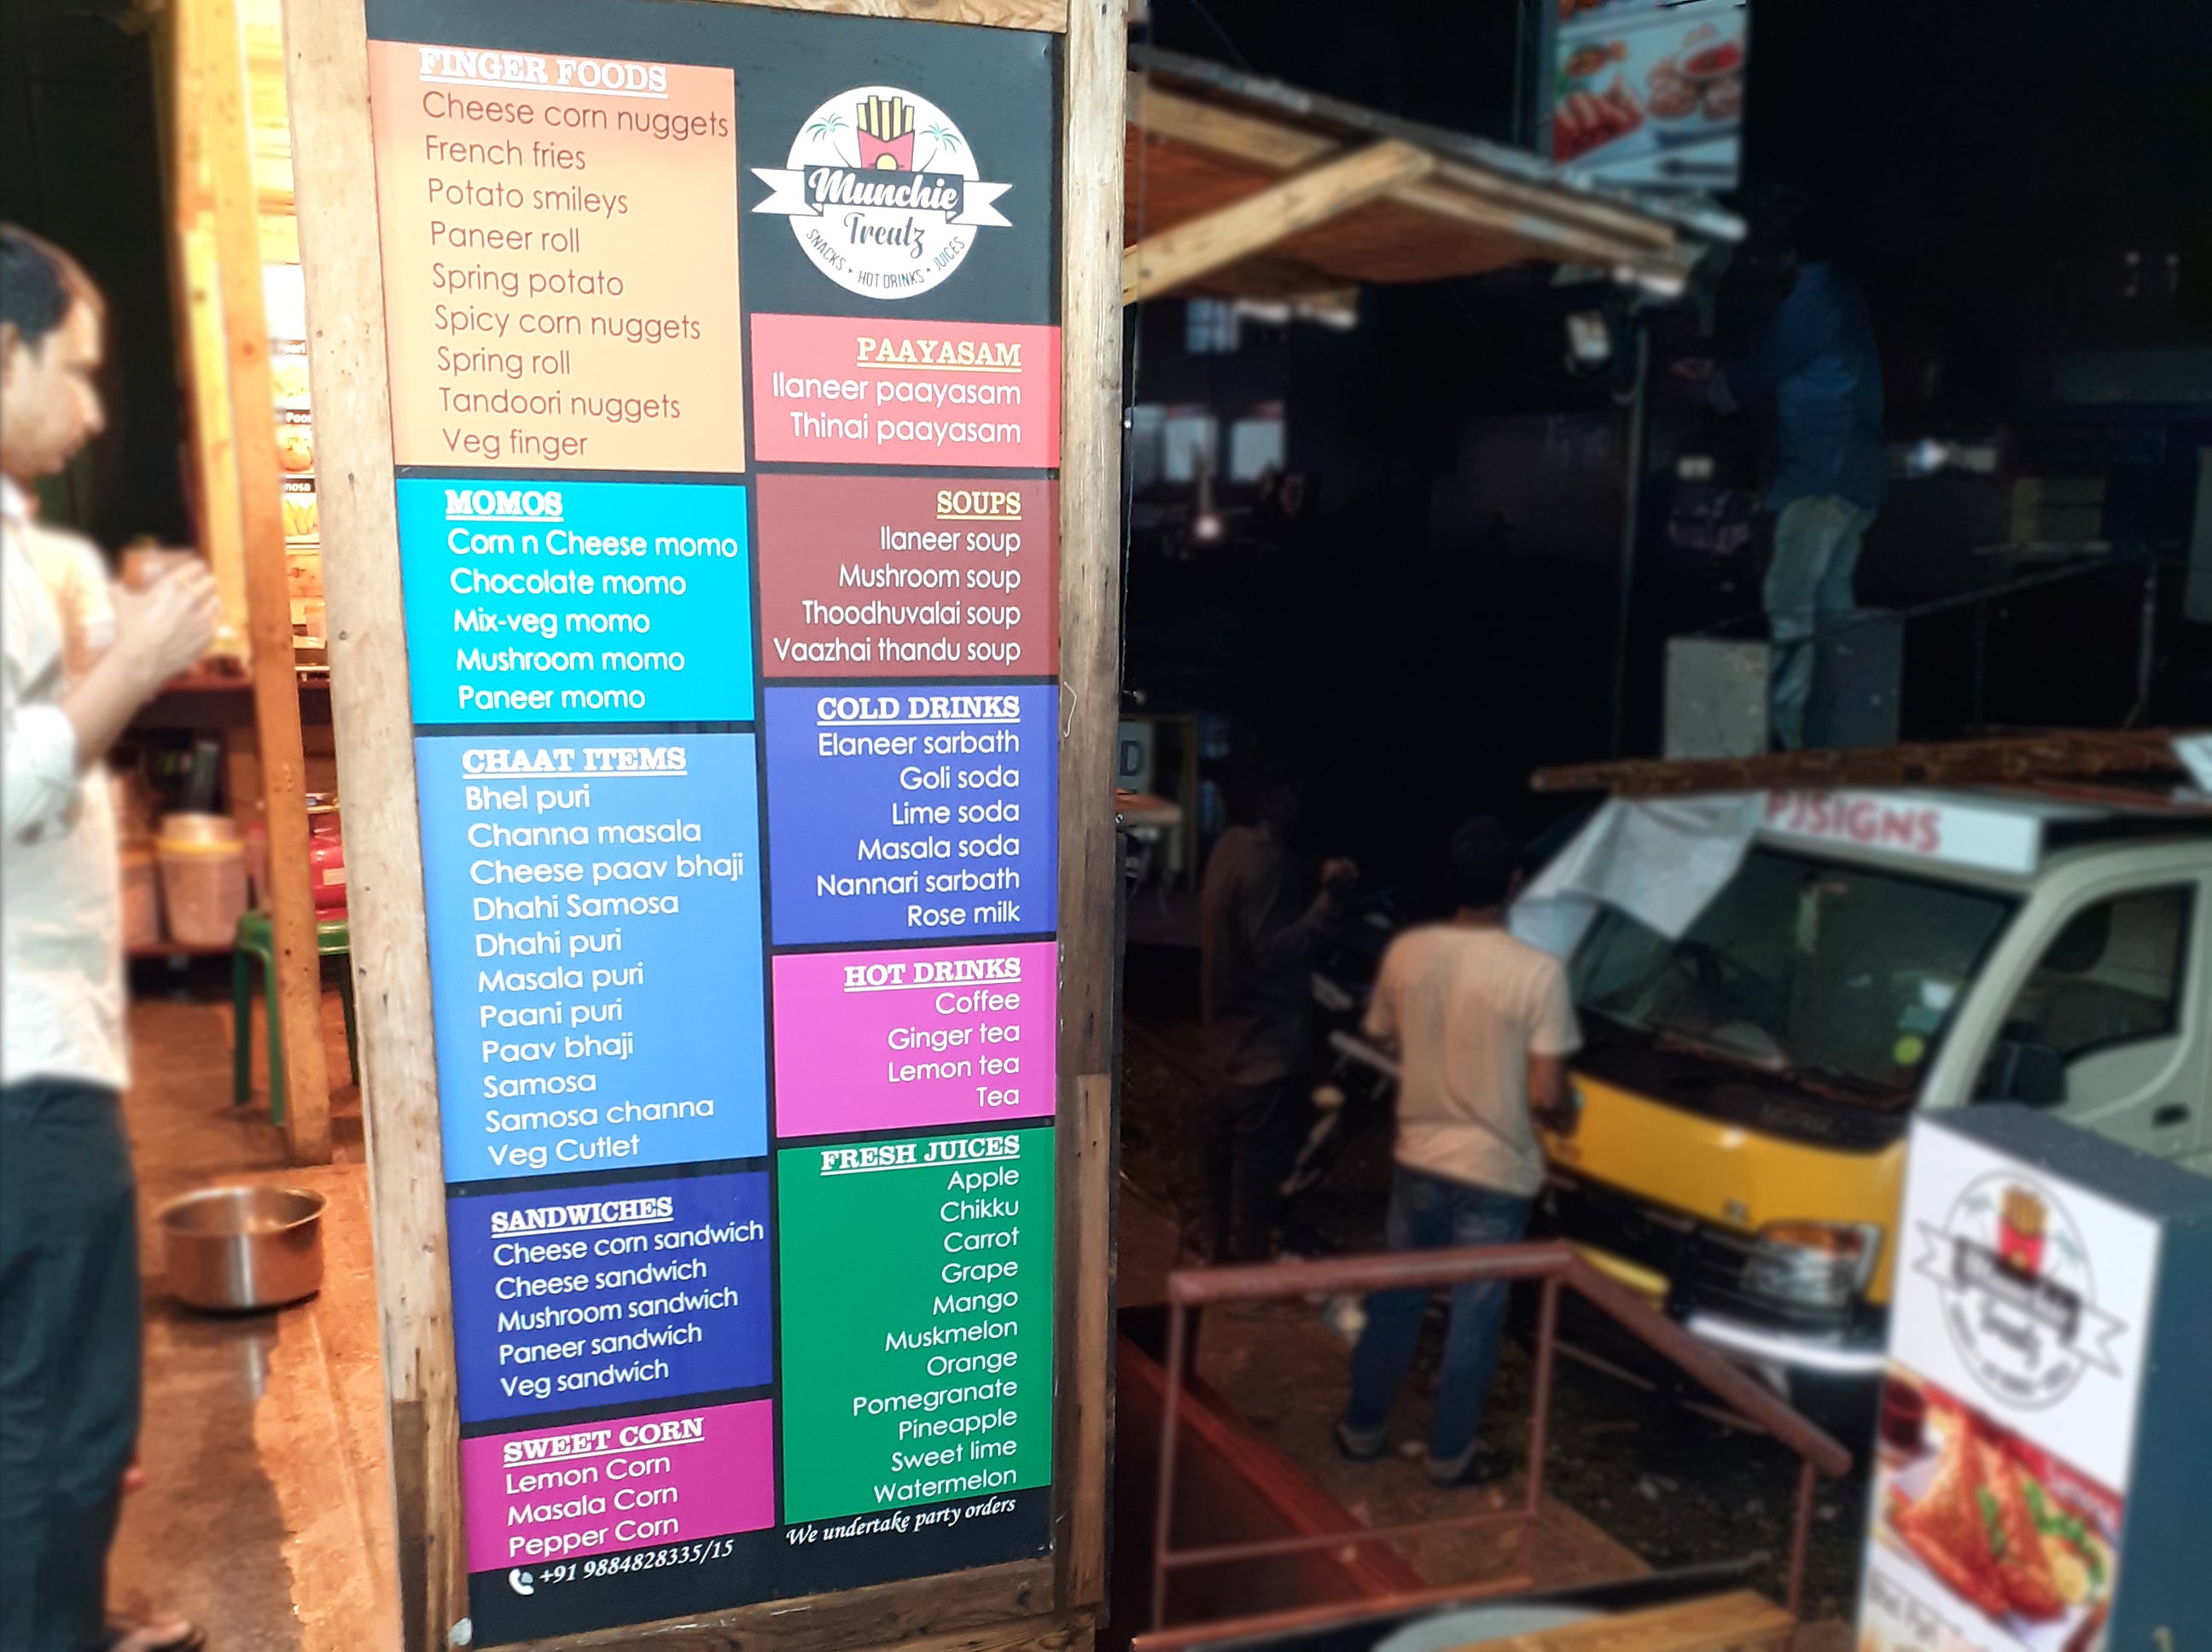 FINGER FOODS
Cheese corn nuggets
French fries
Potato smileys
Paneer roll
Spring potato
Spicy corn nuggets
Spring roll
Tandoori nuggets
Veg finger
MOMOS
Corn n Cheese momo
Chocolate momo
Mix-veg momo
Mushroom momo
Paneer momo
CHAAT ITEMS
Bhel puri
Channa masala
Cheese paav bhaji
Dhahi Samosa
Dhahi puri
Masala puri
Paani puri
Paav bhaji
Samosa
Samosa channa
Veg Cutlet
SANDWICHES
Cheese corn sandwich
Cheese sandwich
Mushroom sandwich
Paneer sandwich
Veg sandwich
SWEET CORN
Lemon Corn
Masala Corn
Pepper Corn
+91 9884828335/15
Munchie
Treatz
SNACKS • HOT DRINKS • JUICES
PAAYASAM
Ilaneer paayasam
Thinai paayasam
SOUPS
Ilaneer soup
Mushroom soup
Thoodhuvalai soup
Vaazhai thandu soup
COLD DRINKS
Elaneer sarbath
Goli soda
Lime soda
Masala soda
Nannari sarbath
Rose milk
HOT DRINKS
Coffee
Ginger tea
Lemon tea
Tea
FRESH JUICES
Apple
Chikku
Carrot
Grape
Mango
Muskmelon
Orange
Pomegranate
Pineapple
Sweet lime
Watermelon
We undertake party orders
PJSIGNS